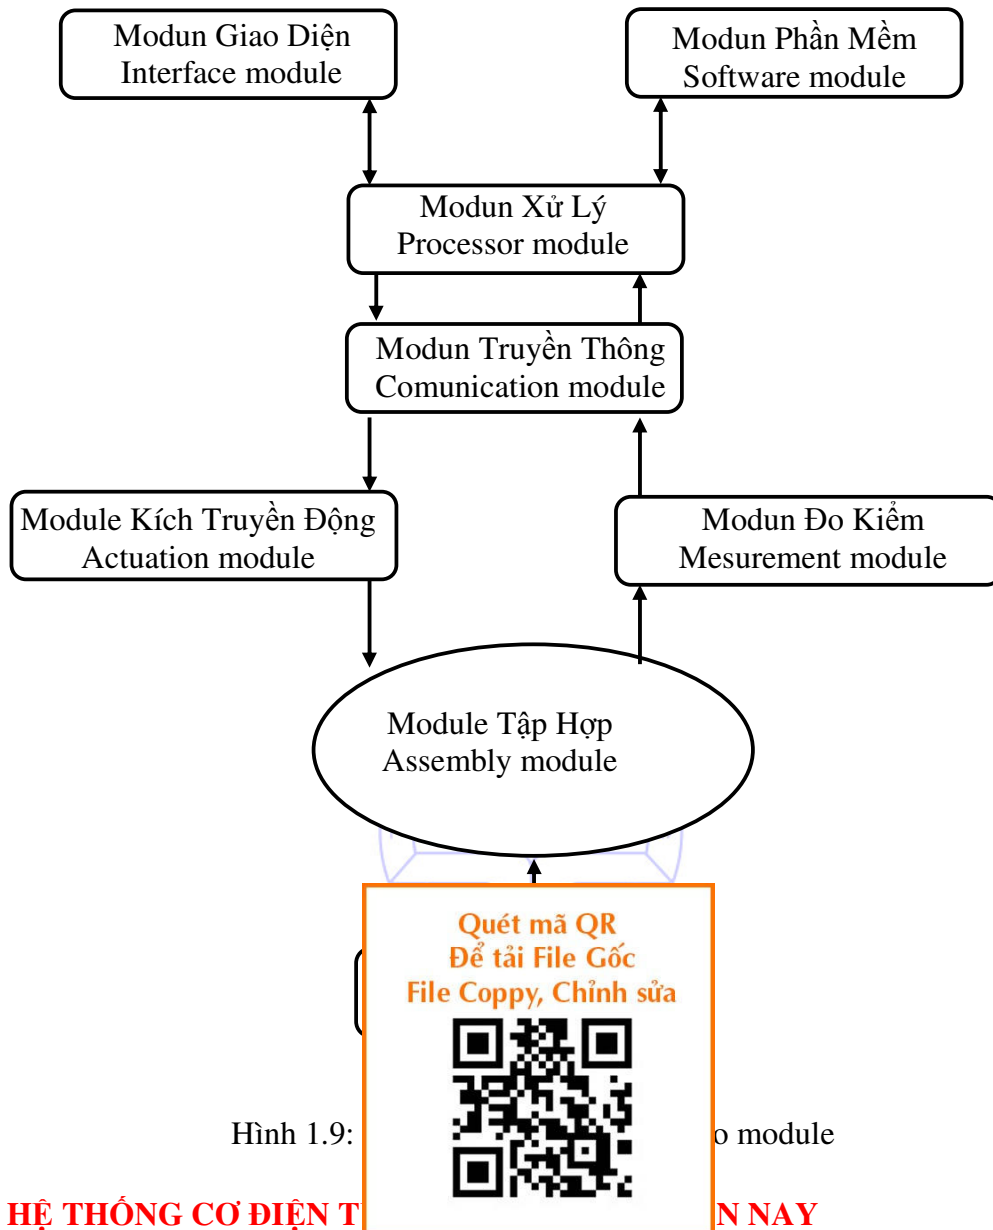 Modun Giao Diện
Interface module
Modun Phần Mềm
Software module
Modun Xử Lý
Processor module
Modun Truyền Thông
Comunication module
Module Kích Truyền Động
Actuation module
Modun Đo Kiểm
Mesurement module
Module Tập Hợp
Assembly module
Quét mã QR
Để tải File Gốc
File Coppy, Chỉnh sửa
Hình 1.9: o module
HỆ THỐNG CƠ ĐIỆN T N NAY